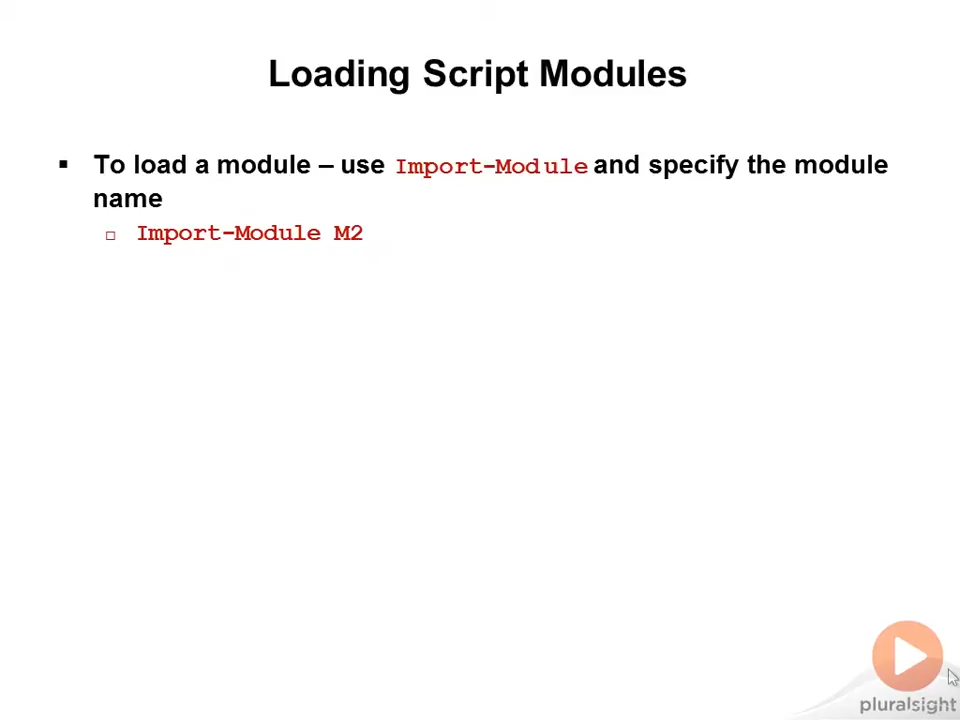 Loading Script Modules
▪ To load a module – use Import-Module and specify the module
name
□ Import-Module M2
pluralsight